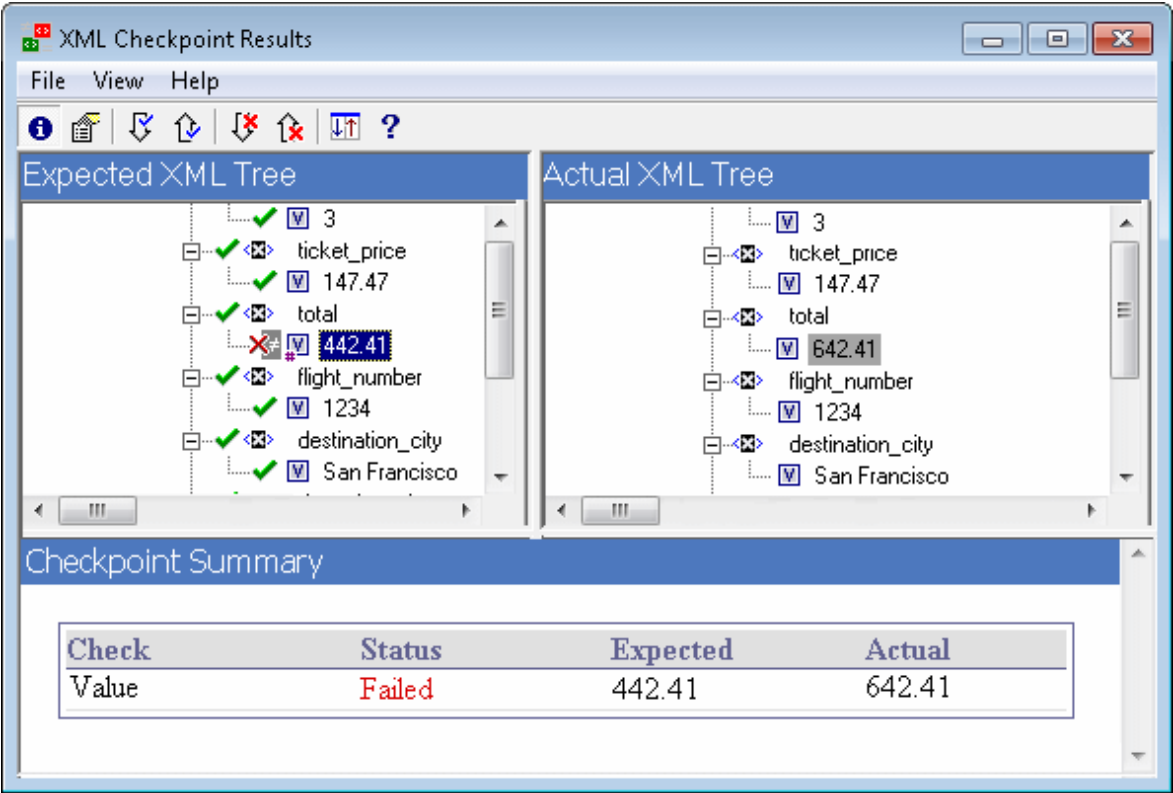 XML Checkpoint Results
File View Help
Expected XML Tree
3
ticket_price
147.47
total
442.41
flight_number
1234
destination_city
San Francisco
Actual XML Tree
3
ticket_price
147.47
total
642.41
flight_number
1234
destination_city
San Francisco
Checkpoint Summary
Check Status Expected Actual
Value Failed 442.41 642.41